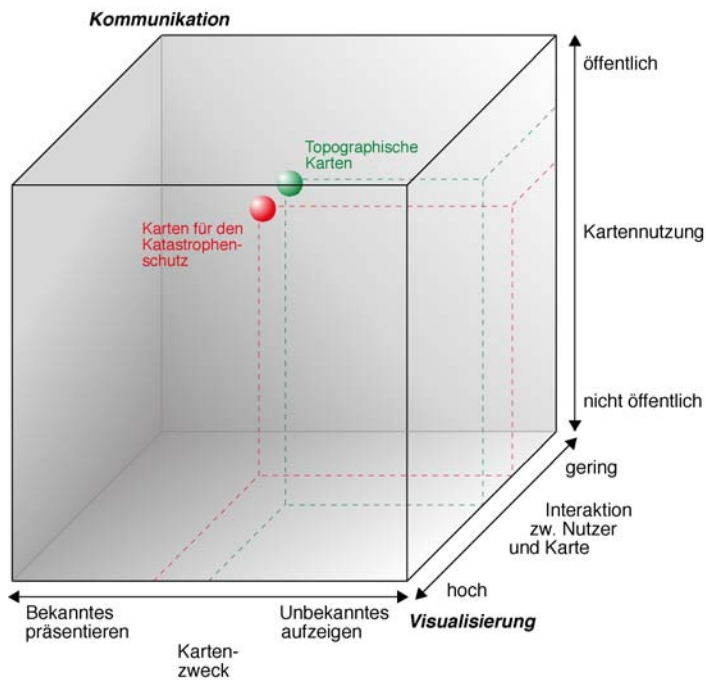 Kommunikation
öffentlich
Topographische
Karten
Karten für den
Katastrophen-
schutz
Kartennutzung
nicht öffentlich
gering
Interaktion
zw. Nutzer
und Karte
hoch
Bekanntes
präsentieren
Unbekanntes
aufzeigen
Visualisierung
Karten-
zweck